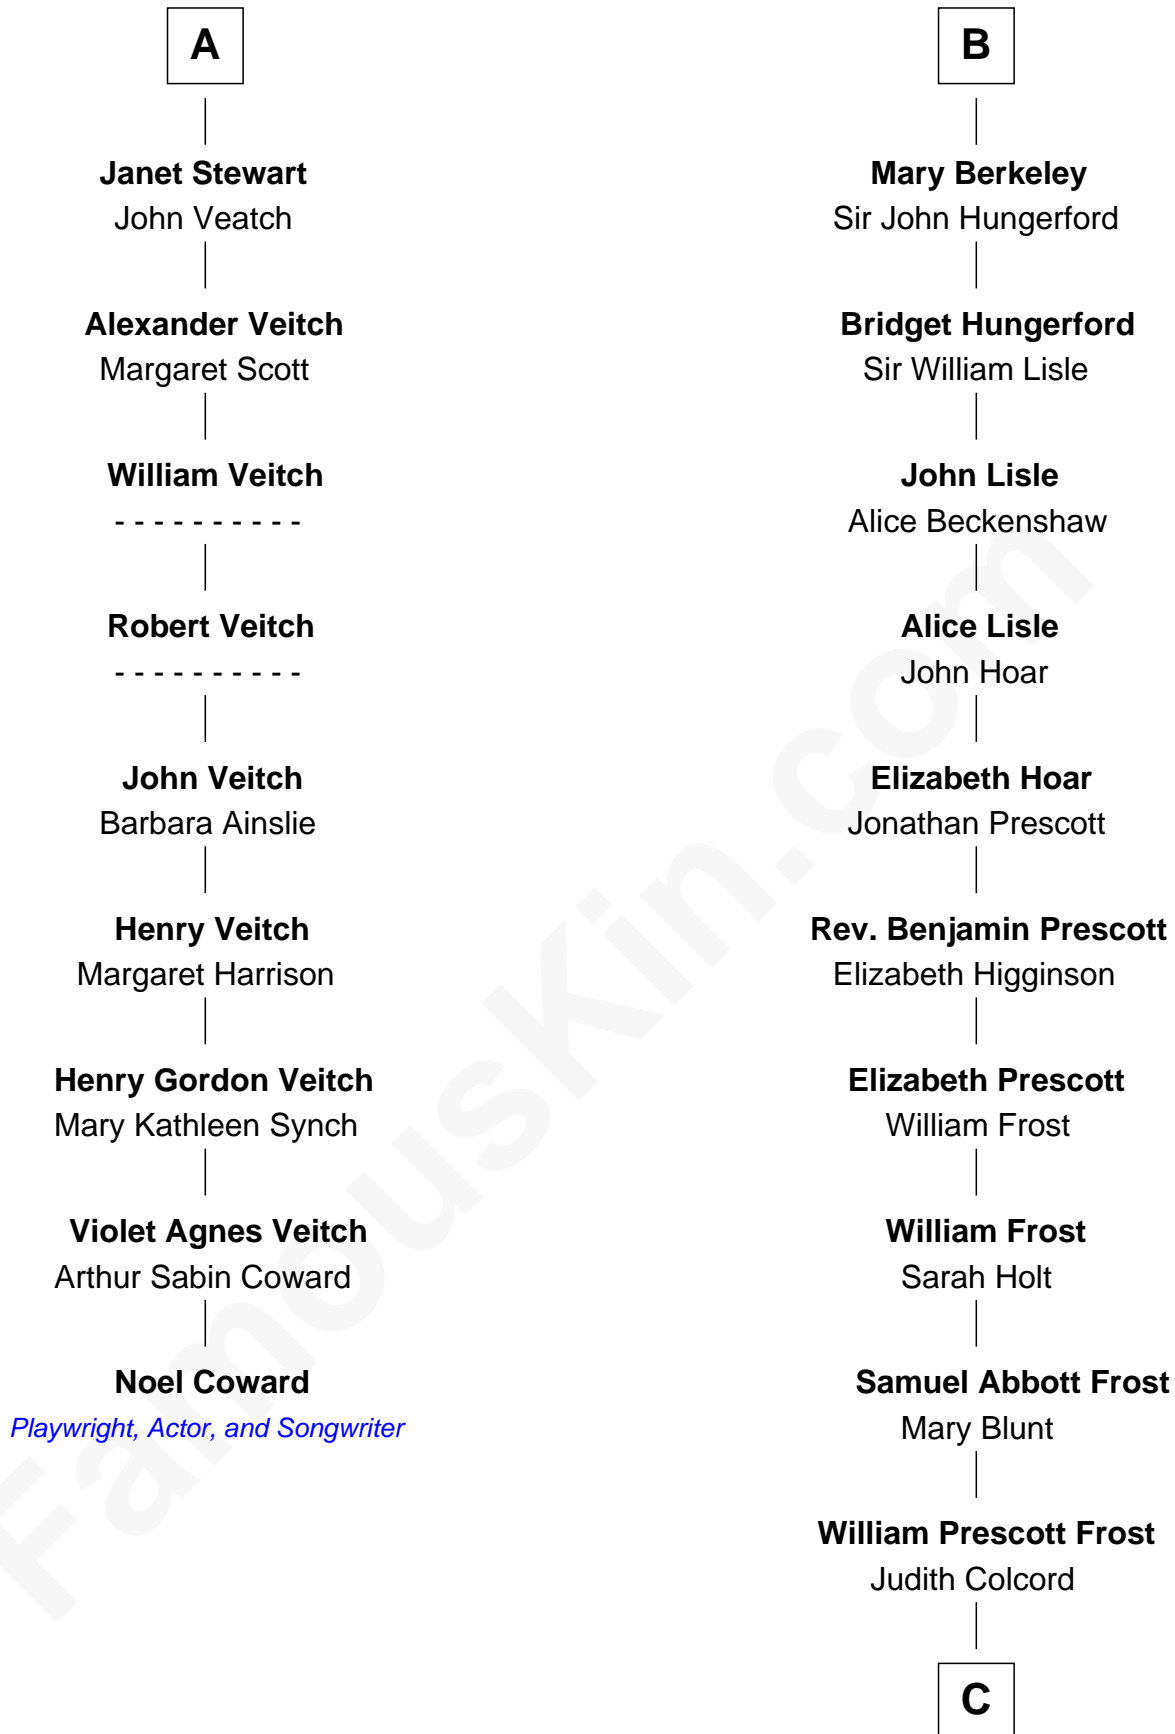 A
Janet Stewart
John Veatch
Alexander Veitch
Margaret Scott
William Veitch
- - - - - - - - - -
Robert Veitch
- - - - - - - - - -
John Veitch
Barbara Ainslie
Henry Veitch
Margaret Harrison
Henry Gordon Veitch
Mary Kathleen Synch
Violet Agnes Veitch
Arthur Sabin Coward
Noel Coward
Playwright, Actor, and Songwriter
B
Mary Berkeley
Sir John Hungerford
Bridget Hungerford
Sir William Lisle
John Lisle
Alice Beckenshaw
Alice Lisle
John Hoar
Elizabeth Hoar
Jonathan Prescott
Rev. Benjamin Prescott
Elizabeth Higginson
Elizabeth Prescott
William Frost
William Frost
Sarah Holt
Samuel Abbott Frost
Mary Blunt
William Prescott Frost
Judith Colcord
C
FamousKin.com